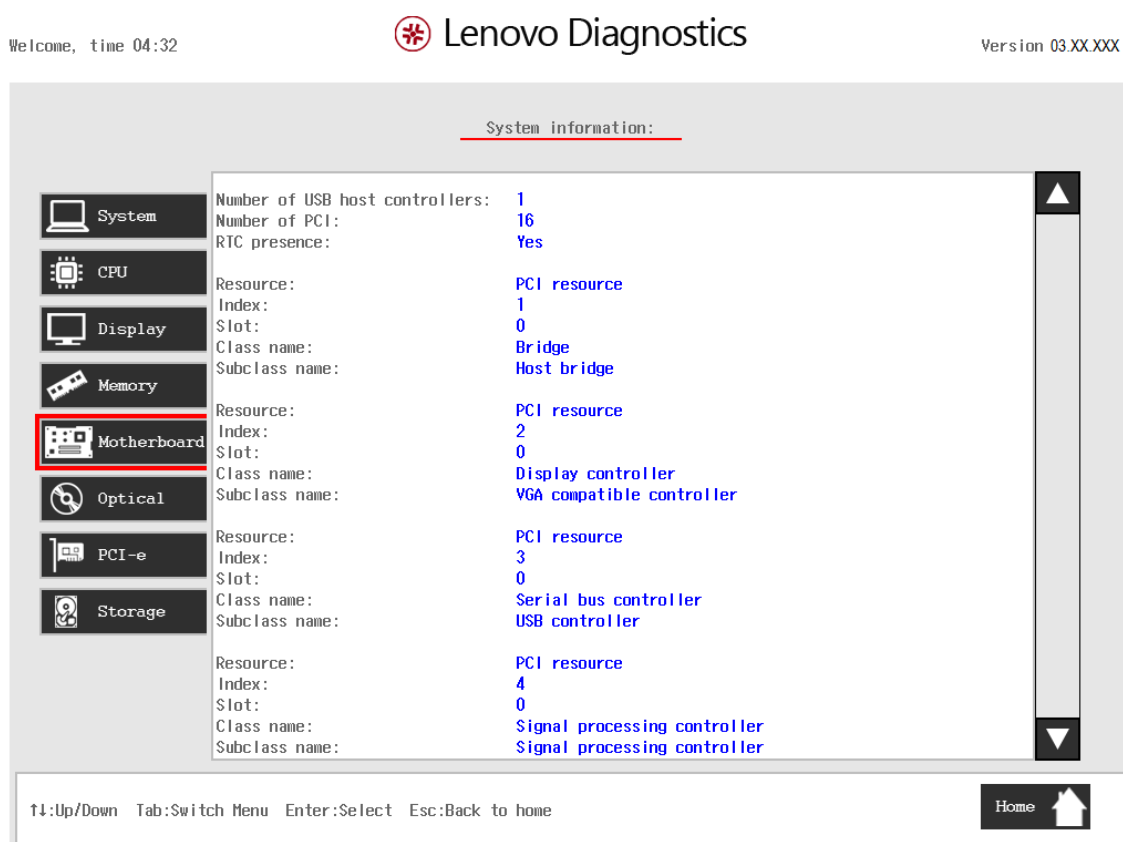 Welcome, time 04:32
Lenovo Diagnostics
Version 03.XX.XXX
System information:
System
CPU
Display
Memory
Motherboard
Optical
PCI-e
Storage
Number of USB host controllers: 1
Number of PCI: 16
RTC presence: Yes
Resource: PCI resource
Index: 1
Slot: 0
Class name: Bridge
Subclass name: Host bridge
Resource: PCI resource
Index: 2
Slot: 0
Class name: Display controller
Subclass name: VGA compatible controller
Resource: PCI resource
Index: 3
Slot: 0
Class name: Serial bus controller
Subclass name: USB controller
Resource: PCI resource
Index: 4
Slot: 0
Class name: Signal processing controller
Subclass name: Signal processing controller
↑↓:Up/Down Tab:Switch Menu Enter:Select Esc:Back to home
Home